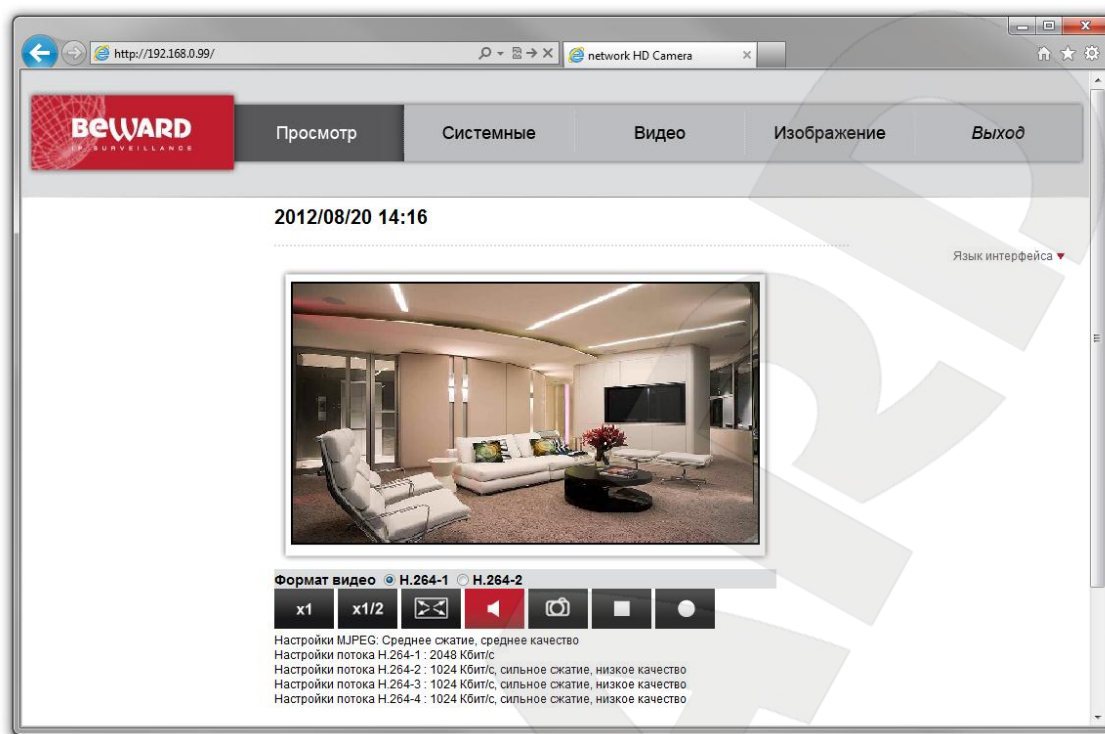 http://192.168.0.99/
network HD Camera
BEWARD
IP SURVEILLANCE
Просмотр
Системные
Видео
Изображение
Выход
2012/08/20 14:16
Язык интерфейса
Формат видео H.264-1 H.264-2
x1 x1/2
Настройки MJPEG: Среднее сжатие, среднее качество
Настройки потока H.264-1 : 2048 Кбит/с
Настройки потока H.264-2 : 1024 Кбит/с, сильное сжатие, низкое качество
Настройки потока H.264-3 : 1024 Кбит/с, сильное сжатие, низкое качество
Настройки потока H.264-4 : 1024 Кбит/с, сильное сжатие, низкое качество